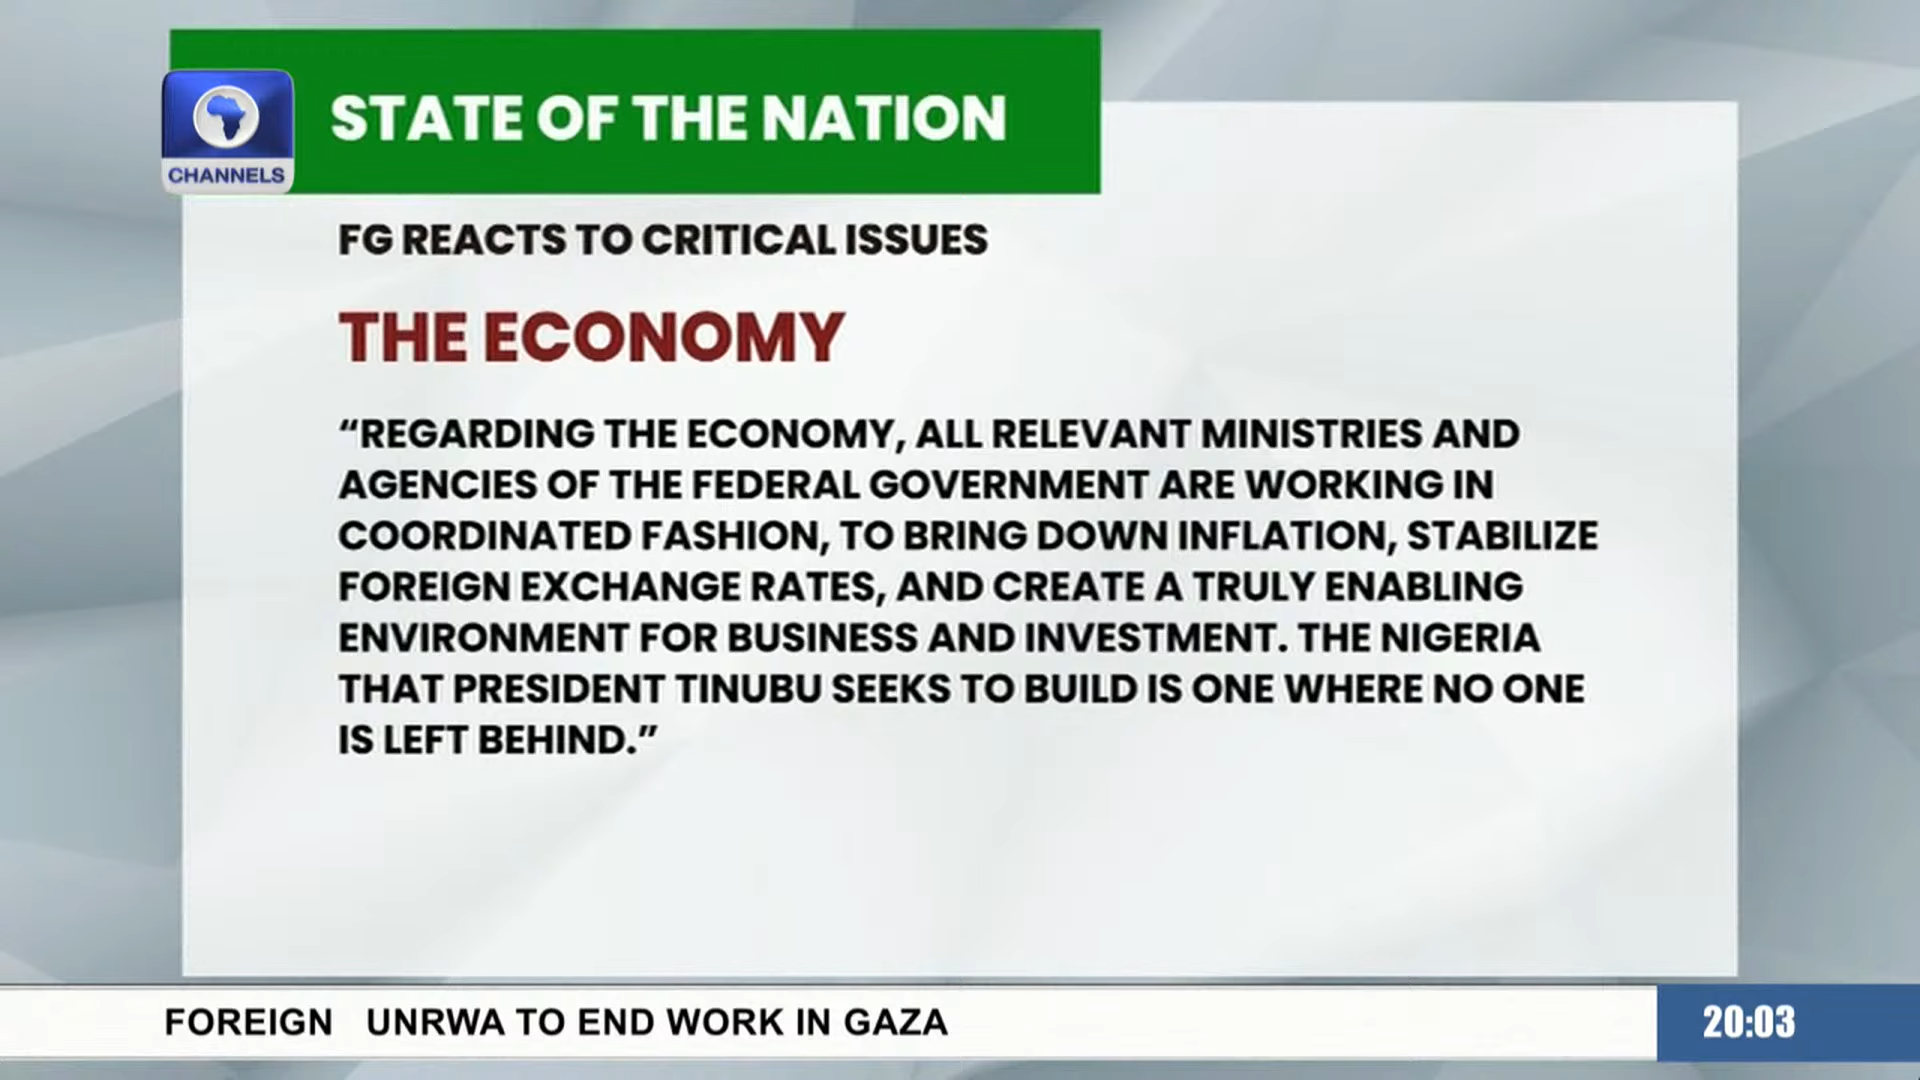 STATE OF THE NATION
CHANNELS
FG REACTS TO CRITICAL ISSUES
THE ECONOMY
“REGARDING THE ECONOMY, ALL RELEVANT MINISTRIES AND
AGENCIES OF THE FEDERAL GOVERNMENT ARE WORKING IN
COORDINATED FASHION, TO BRING DOWN INFLATION, STABILIZE
FOREIGN EXCHANGE RATES, AND CREATE A TRULY ENABLING
ENVIRONMENT FOR BUSINESS AND INVESTMENT. THE NIGERIA
THAT PRESIDENT TINUBU SEEKS TO BUILD IS ONE WHERE NO ONE
IS LEFT BEHIND.”
FOREIGN UNRWA TO END WORK IN GAZA
20:03